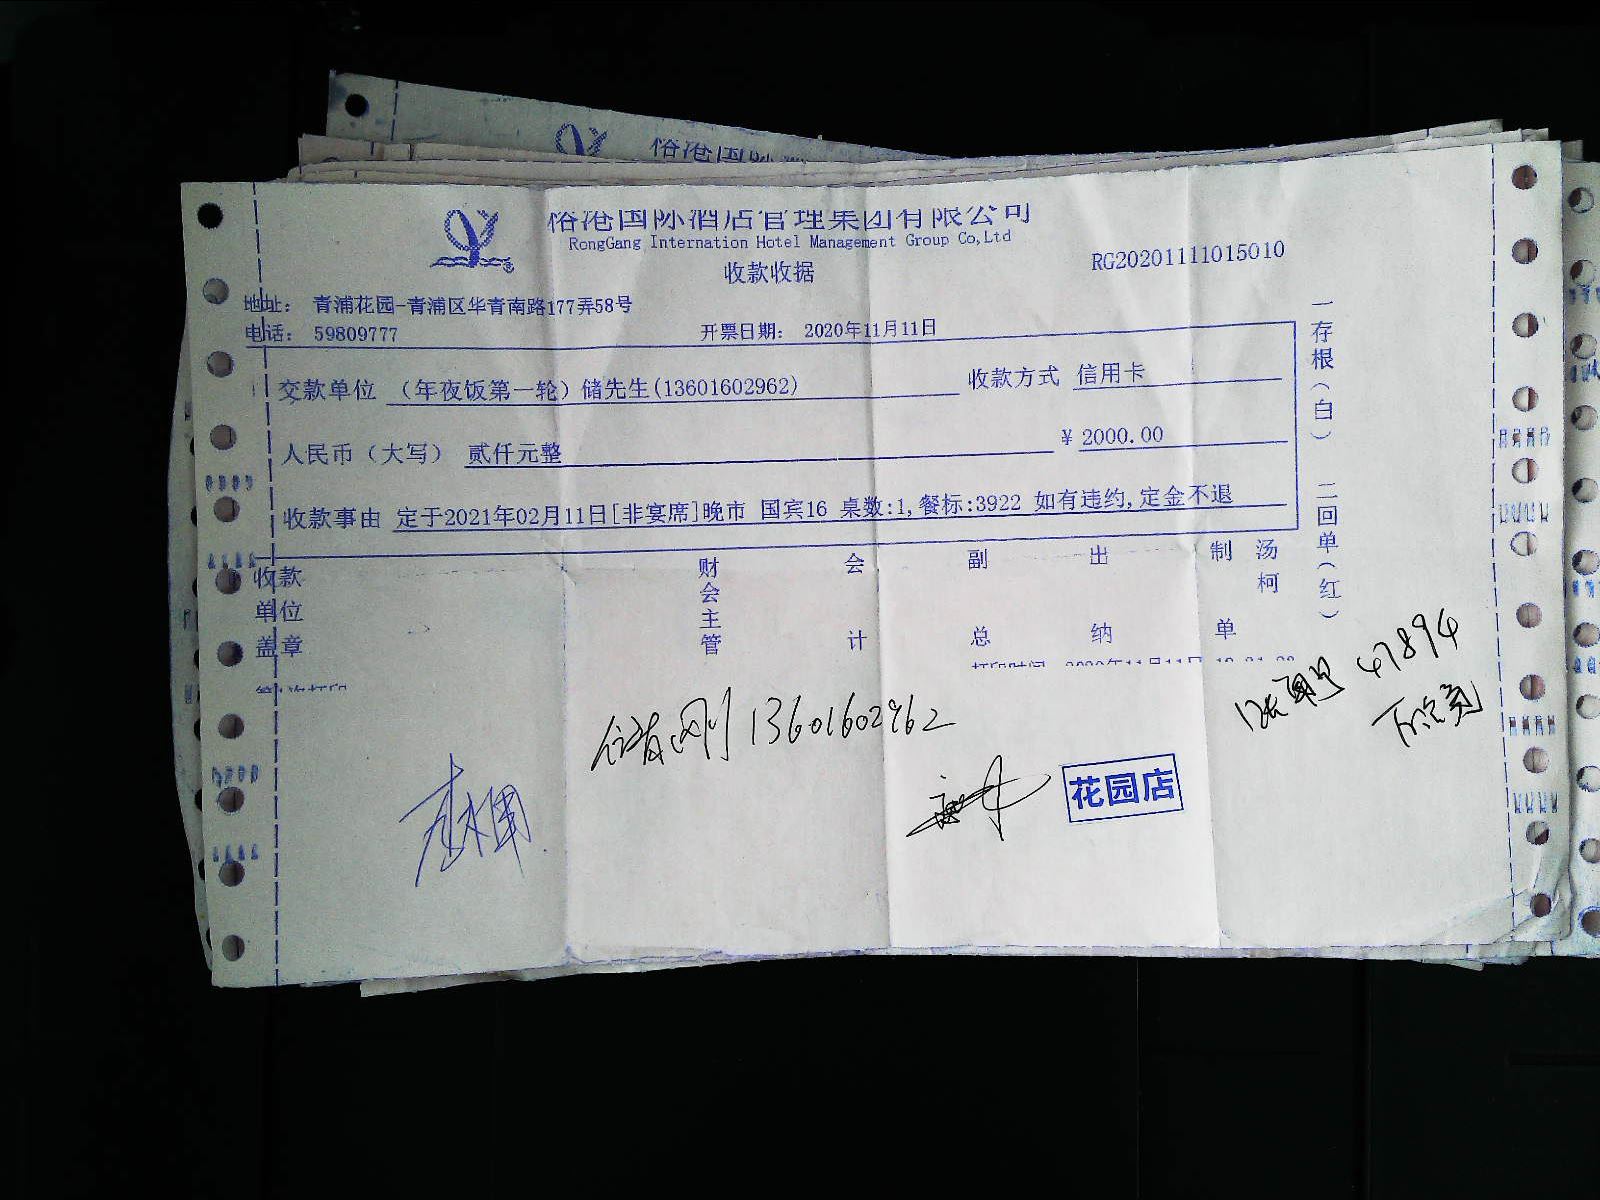 国际酒店管理集团有限公司
RongGang Internation Hotel Management Group Co,Ltd
收款收据
RG20201111015010
地址： 青浦花园-青浦区华青南路177弄58号
电话： 59809777
开票日期： 2020年11月11日
交款单位 （年夜饭第一轮）储先生(13601602962)
收款方式 信用卡
人民币（大写） 贰仟元整
¥ 2000.00
收款事由 定于2021年02月11日[非宴席]晚市 国宾16 桌数:1,餐标:3922 如有违约,定金不退
一存根（白） 二回单（红）
收款单位盖章
财会主管
会计
副总
出纳
制单
汤柯
13601602962
47894
花园店